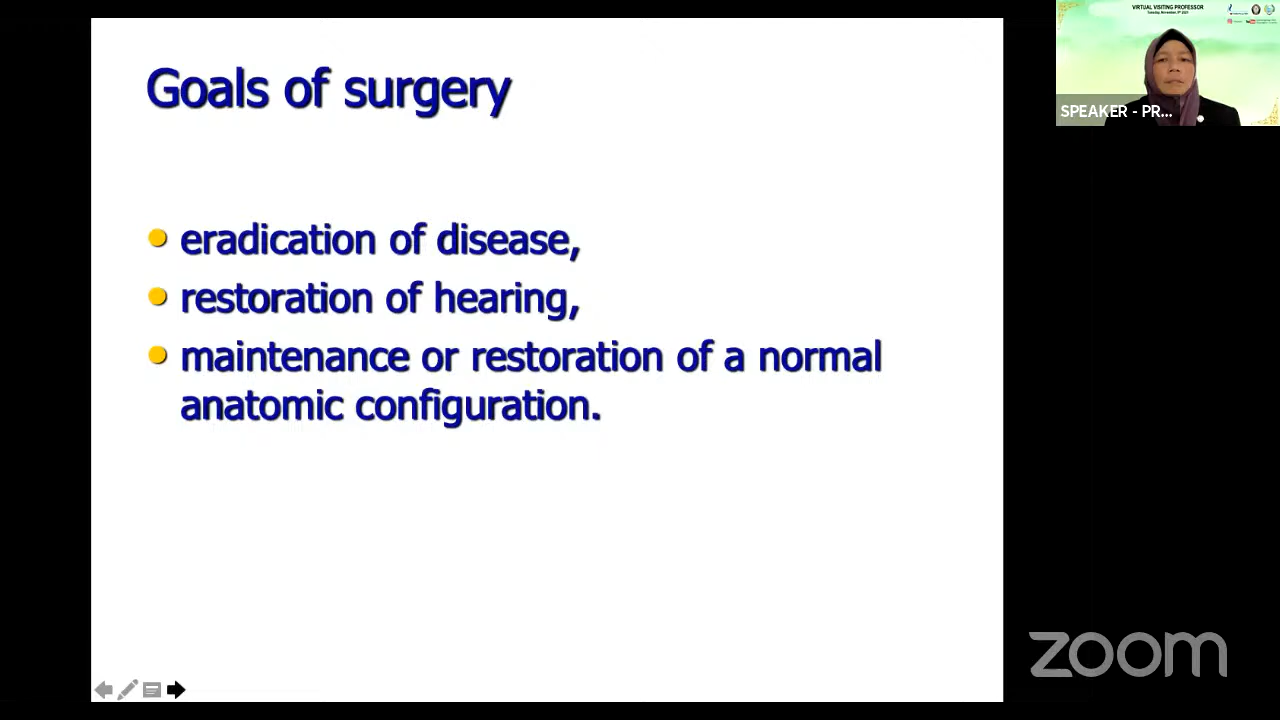 Goals of surgery
eradication of disease,
restoration of hearing,
maintenance or restoration of a normal
anatomic configuration.
VIRTUAL VISITING PROFESSOR
SPEAKER - PR...
zoom